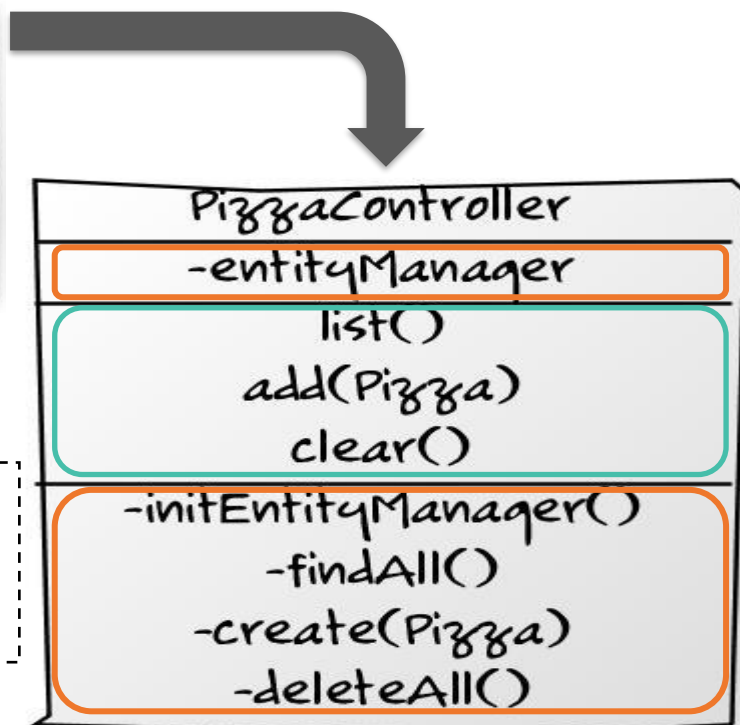 PizzaController
-entityManager
list()
add(Pizza)
clear()
-initEntityManager()
-findAll()
-create(Pizza)
-deleteAll()